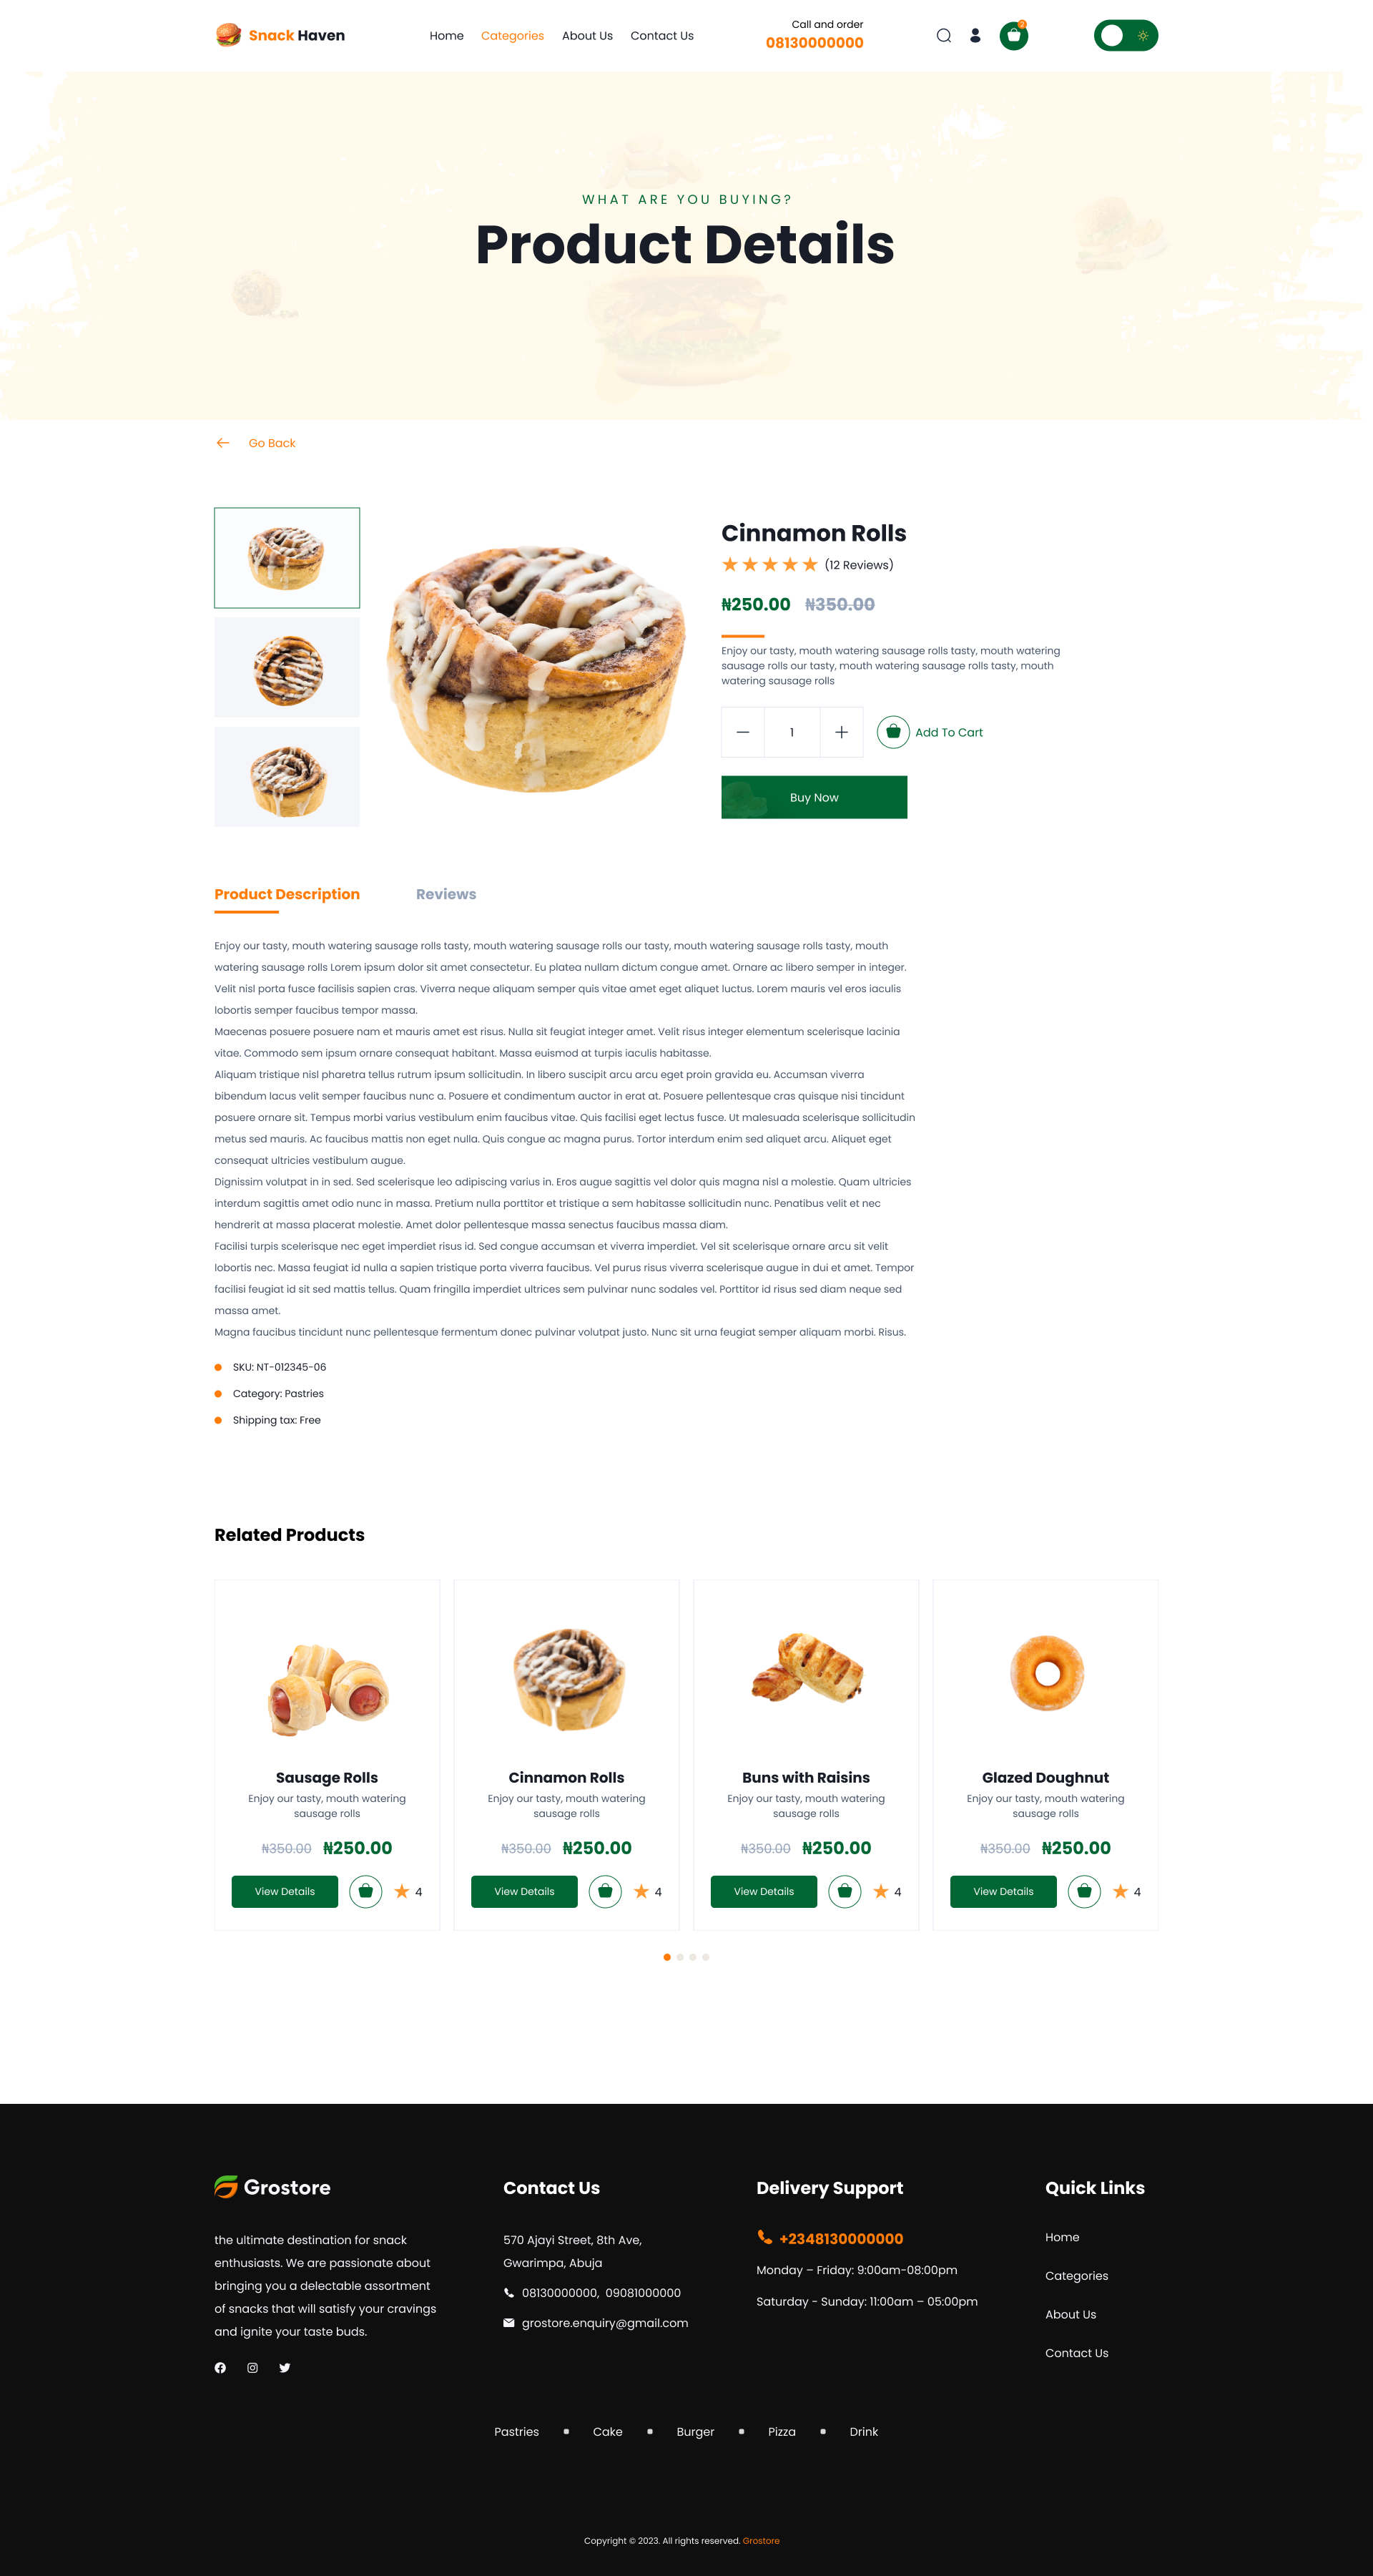 Snack Haven
Home Categories About Us Contact Us
Call and order
08130000000
2
WHAT ARE YOU BUYING?
Product Details
Go Back
Cinnamon Rolls
(12 Reviews)
₦250.00 ₦350.00
Enjoy our tasty, mouth watering sausage rolls tasty, mouth watering
sausage rolls our tasty, mouth watering sausage rolls tasty, mouth
watering sausage rolls
1
Add To Cart
Buy Now
Product Description Reviews
Enjoy our tasty, mouth watering sausage rolls tasty, mouth watering sausage rolls our tasty, mouth watering sausage rolls tasty, mouth
watering sausage rolls Lorem ipsum dolor sit amet consectetur. Eu platea nullam dictum congue amet. Ornare ac libero semper in integer.
Velit nisl porta fusce facilisis sapien cras. Viverra neque aliquam semper quis vitae amet eget aliquet luctus. Lorem mauris vel eros iaculis
lobortis semper faucibus tempor massa.
Maecenas posuere posuere nam et mauris amet est risus. Nulla sit feugiat integer amet. Velit risus integer elementum scelerisque lacinia
vitae. Commodo sem ipsum ornare consequat habitant. Massa euismod at turpis iaculis habitasse.
Aliquam tristique nisl pharetra tellus rutrum ipsum sollicitudin. In libero suscipit arcu arcu eget proin gravida eu. Accumsan viverra
bibendum lacus velit semper faucibus nunc a. Posuere et condimentum auctor in erat at. Posuere pellentesque cras quisque nisi tincidunt
posuere ornare sit. Tempus morbi varius vestibulum enim faucibus vitae. Quis facilisi eget lectus fusce. Ut malesuada scelerisque sollicitudin
metus sed mauris. Ac faucibus mattis non eget nulla. Quis congue ac magna purus. Tortor interdum enim sed aliquet arcu. Aliquet eget
consequat ultricies vestibulum augue.
Dignissim volutpat in in sed. Sed scelerisque leo adipiscing varius in. Eros augue sagittis vel dolor quis magna nisl a molestie. Quam ultricies
interdum sagittis amet odio nunc in massa. Pretium nulla porttitor et tristique a sem habitasse sollicitudin nunc. Penatibus velit et nec
hendrerit at massa placerat molestie. Amet dolor pellentesque massa senectus faucibus massa diam.
Facilisi turpis scelerisque nec eget imperdiet risus id. Sed congue accumsan et viverra imperdiet. Vel sit scelerisque ornare arcu sit velit
lobortis nec. Massa feugiat id nulla a sapien tristique porta viverra faucibus. Vel purus risus viverra scelerisque augue in dui et amet. Tempor
facilisi feugiat id sit sed mattis tellus. Quam fringilla imperdiet ultrices sem pulvinar nunc sodales vel. Porttitor id risus sed diam neque sed
massa amet.
Magna faucibus tincidunt nunc pellentesque fermentum donec pulvinar volutpat justo. Nunc sit urna feugiat semper aliquam morbi. Risus.
SKU: NT-012345-06
Category: Pastries
Shipping tax: Free
Related Products
Sausage Rolls
Enjoy our tasty, mouth watering
sausage rolls
₦350.00 ₦250.00
View Details 4
Cinnamon Rolls
Enjoy our tasty, mouth watering
sausage rolls
₦350.00 ₦250.00
View Details 4
Buns with Raisins
Enjoy our tasty, mouth watering
sausage rolls
₦350.00 ₦250.00
View Details 4
Glazed Doughnut
Enjoy our tasty, mouth watering
sausage rolls
₦350.00 ₦250.00
View Details 4
Grostore
the ultimate destination for snack
enthusiasts. We are passionate about
bringing you a delectable assortment
of snacks that will satisfy your cravings
and ignite your taste buds.
Contact Us
570 Ajayi Street, 8th Ave,
Gwarimpa, Abuja
08130000000, 09081000000
grostore.enquiry@gmail.com
Delivery Support
+2348130000000
Monday – Friday: 9:00am-08:00pm
Saturday - Sunday: 11:00am – 05:00pm
Quick Links
Home
Categories
About Us
Contact Us
Pastries Cake Burger Pizza Drink
Copyright © 2023. All rights reserved. Grostore